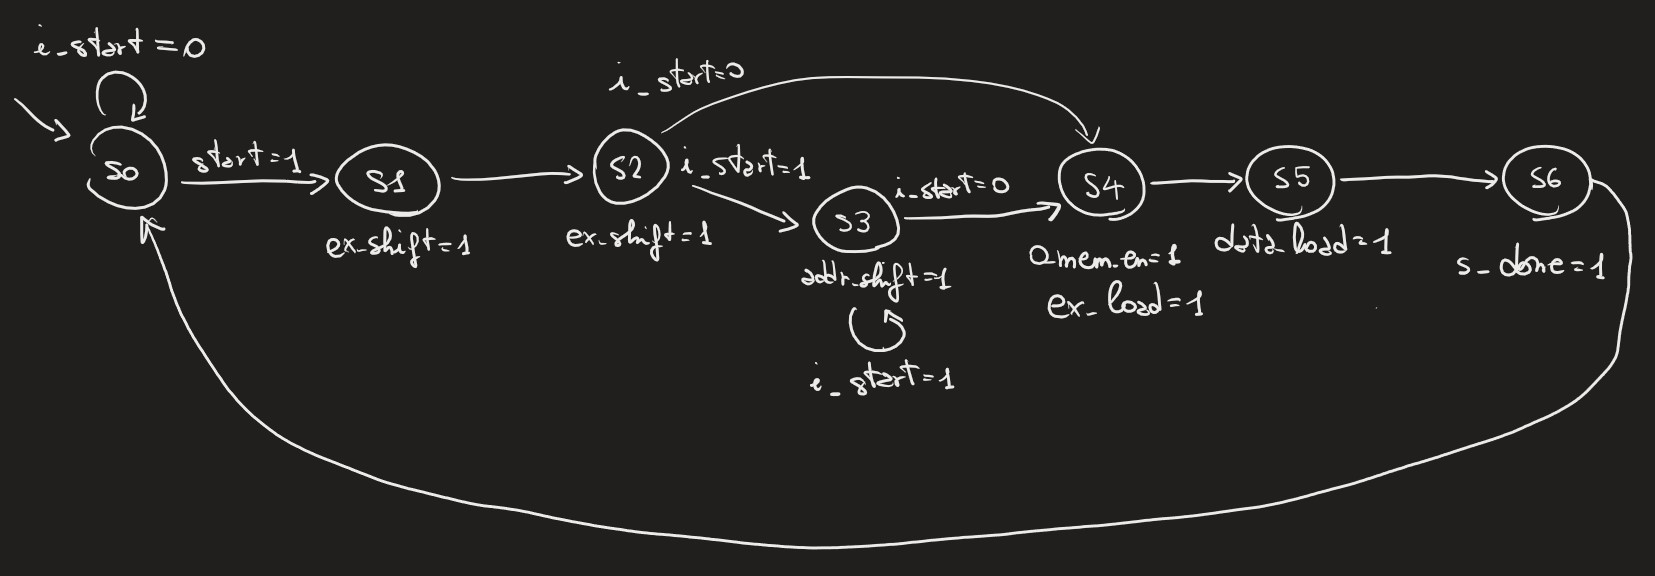 i_start=0
S0
start=1
S1
ex_shift=1
S2
ex_shift=1
i_start=0
i_start=1
S3
addr_shift=1
i_start=1
i_start=0
S4
o_mem_en=1
ex_load=1
S5
data_load=1
S6
s_done=1